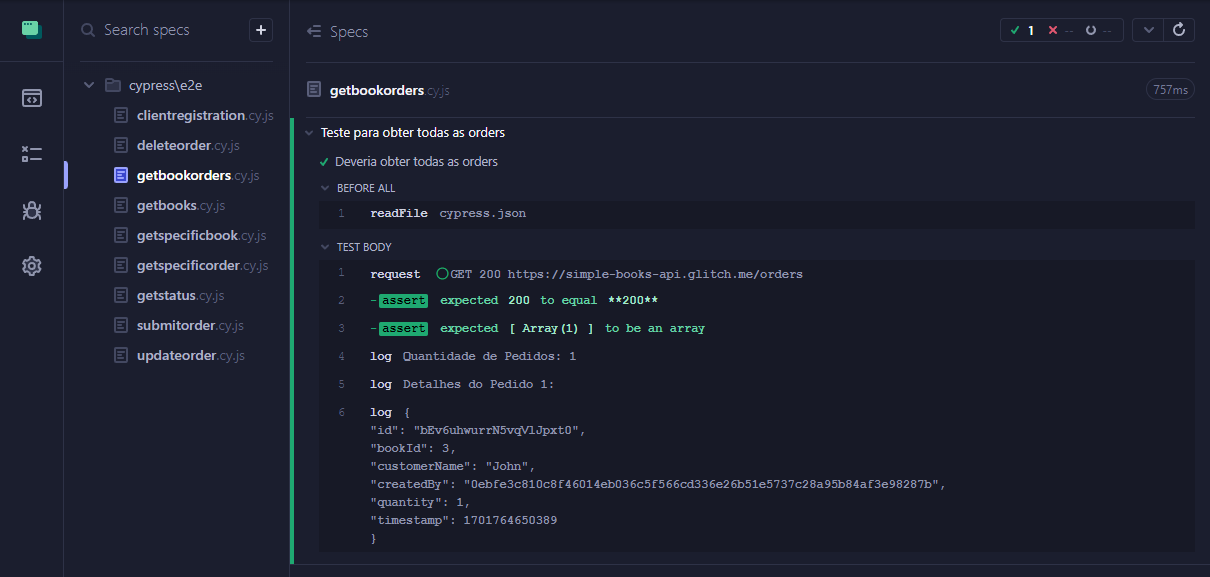 Search specs
+
cypress\e2e
clientregistration.cy.js
deleteorder.cy.js
getbookorders.cy.js
getbooks.cy.js
getspecificbook.cy.js
getspecificorder.cy.js
getstatus.cy.js
submitorder.cy.js
updateorder.cy.js
Specs
1 -- --
getbookorders.cy.js 757ms
Teste para obter todas as orders
Deveria obter todas as orders
BEFORE ALL
1 readFile cypress.json
TEST BODY
1 request GET 200 https://simple-books-api.glitch.me/orders
2 -assert expected 200 to equal **200**
3 -assert expected [ Array(1) ] to be an array
4 log Quantidade de Pedidos: 1
5 log Detalhes do Pedido 1:
6 log {
"id": "bEv6uhwurrN5vqVlJpxt0",
"bookId": 3,
"customerName": "John",
"createdBy": "0ebfe3c810c8f46014eb036c5f566cd336e26b51e5737c28a95b84af3e98287b",
"quantity": 1,
"timestamp": 1701764650389
}